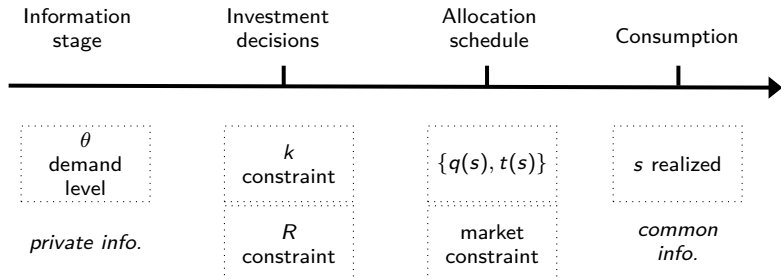 Information
stage
Investment
decisions
Allocation
schedule
Consumption
θ
demand
level
k
constraint
{q(s), t(s)}
s realized
private info.
R
constraint
market
constraint
common
info.